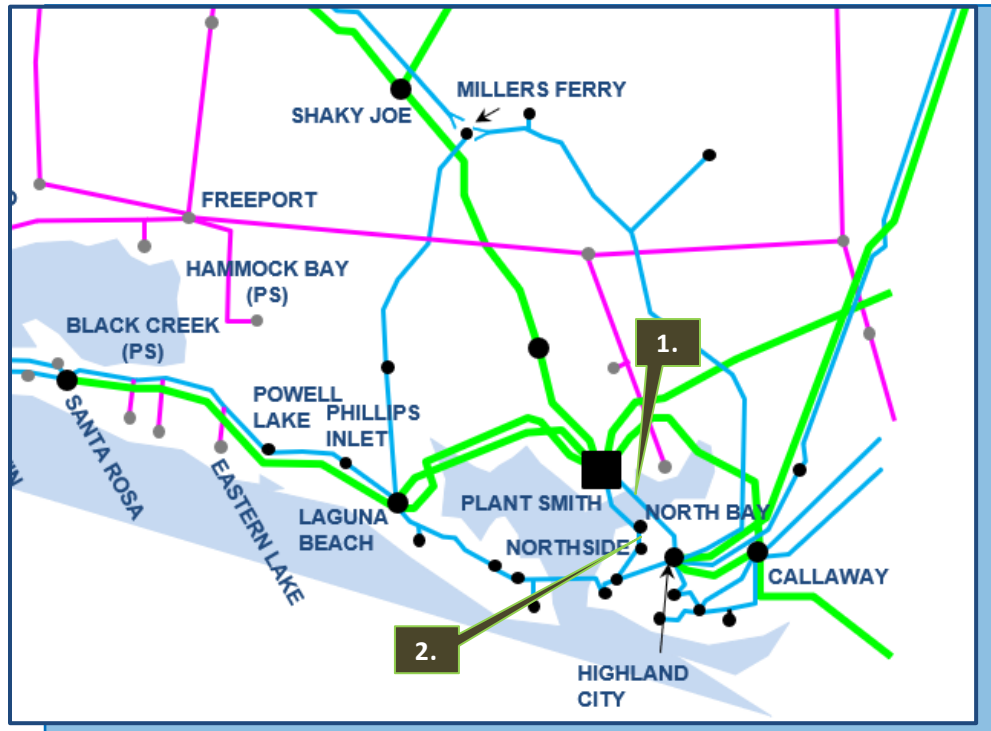 MILLERS FERRY
SHAKY JOE
FREEPORT
HAMMOCK BAY
(PS)
BLACK CREEK
(PS)
1.
POWELL
LAKE
PHILLIPS
INLET
SANTA ROSA
EASTERN LAKE
PLANT SMITH
NORTH BAY
LAGUNA
BEACH
NORTHSIDE
CALLAWAY
2.
HIGHLAND
CITY